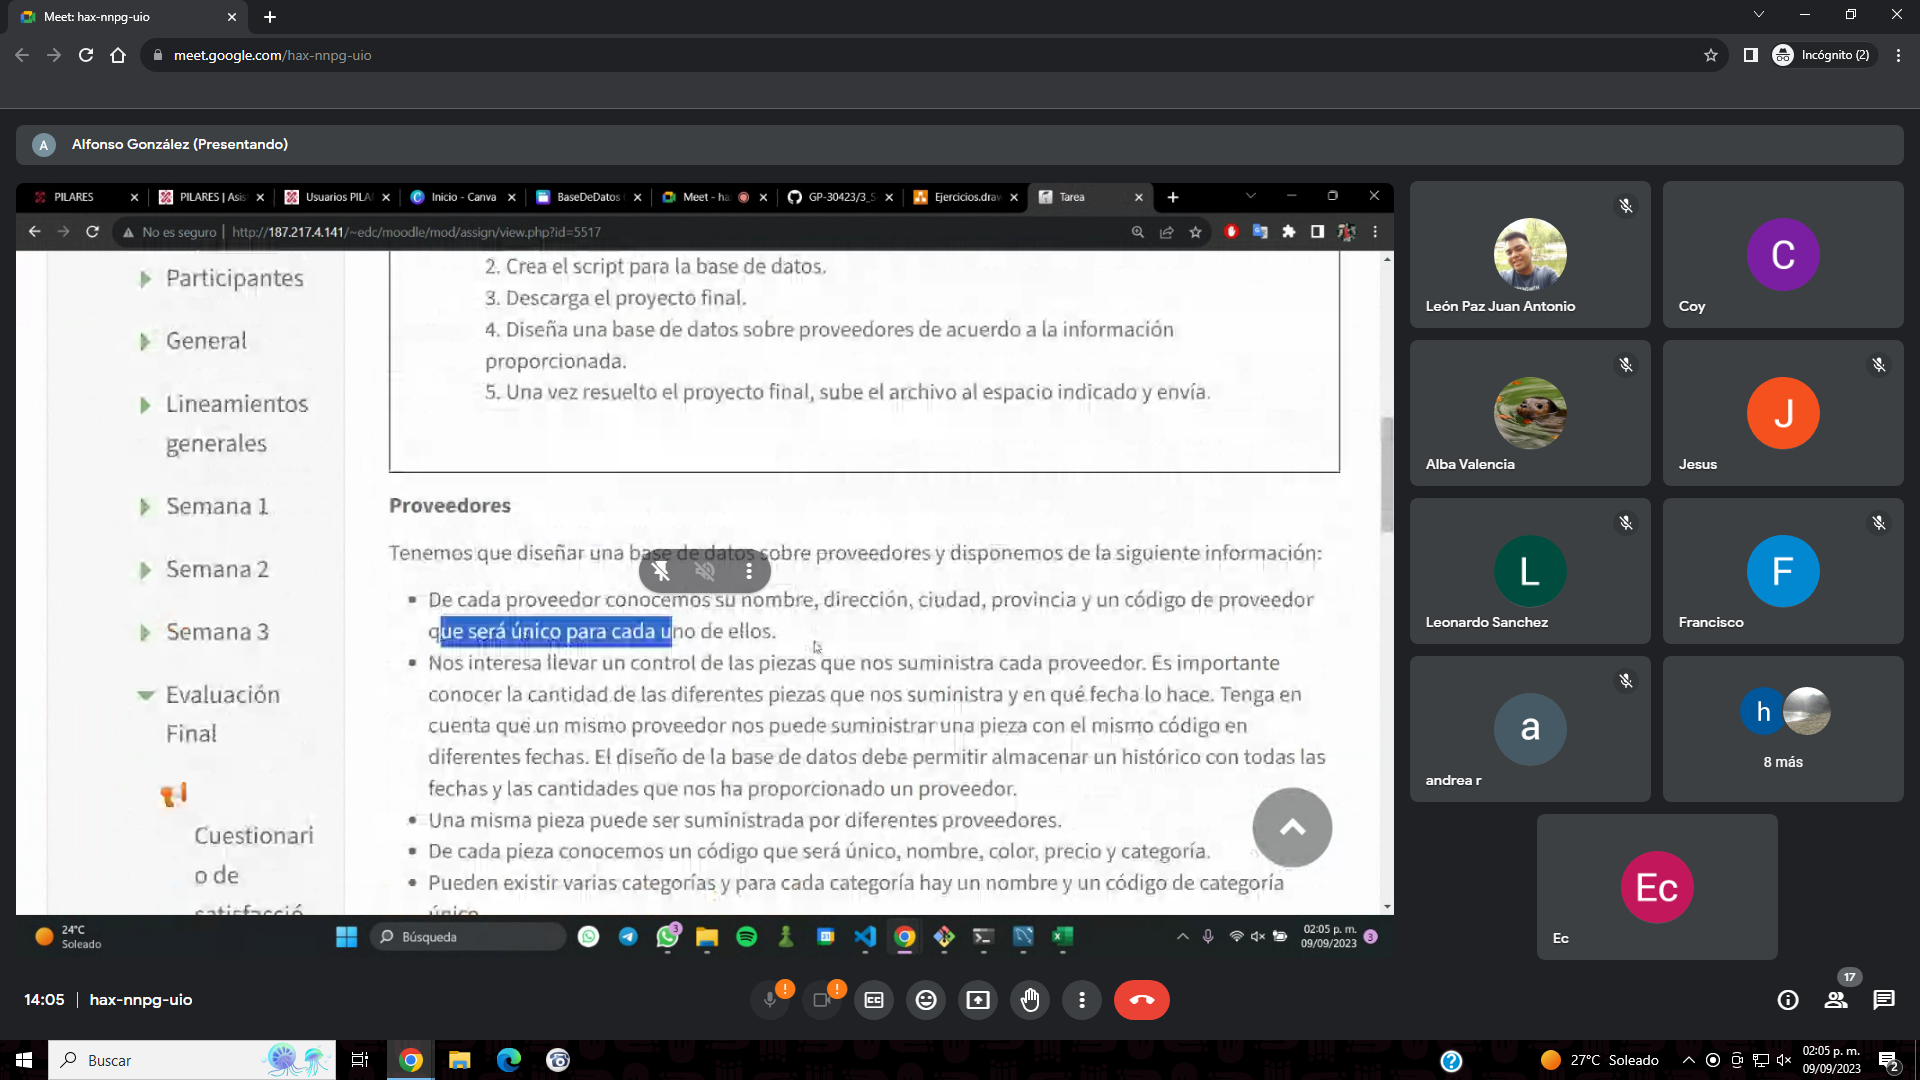 Meet: hax-nnpg-uio
meet.google.com/hax-nnpg-uio
Incógnito (2)
A
Alfonso González (Presentando)
PILARES
PILARES | Asis
Usuarios PILA
Inicio - Canva
BaseDeDatos
Meet - ha
GP-30423/3_S
Ejercicios.draw
Tarea
No es seguro
http://187.217.4.141/~edc/moodle/mod/assign/view.php?id=5517
Participantes
General
Lineamientos
generales
Semana 1
Semana 2
Semana 3
Evaluación
Final
Cuestionari
o de
satisfacció
2. Crea el script para la base de datos.
3. Descarga el proyecto final.
4. Diseña una base de datos sobre proveedores de acuerdo a la información
proporcionada.
5. Una vez resuelto el proyecto final, sube el archivo al espacio indicado y envía.
Proveedores
Tenemos que diseñar una base de datos sobre proveedores y disponemos de la siguiente información:
De cada proveedor conocemos su nombre, dirección, ciudad, provincia y un código de proveedor
que será único para cada uno de ellos.
Nos interesa llevar un control de las piezas que nos suministra cada proveedor. Es importante
conocer la cantidad de las diferentes piezas que nos suministra y en qué fecha lo hace. Tenga en
cuenta que un mismo proveedor nos puede suministrar una pieza con el mismo código en
diferentes fechas. El diseño de la base de datos debe permitir almacenar un histórico con todas las
fechas y las cantidades que nos ha proporcionado un proveedor.
Una misma pieza puede ser suministrada por diferentes proveedores.
De cada pieza conocemos un código que será único, nombre, color, precio y categoría.
Pueden existir varias categorías y para cada categoría hay un nombre y un código de categoría
único.
24°C
Soleado
Búsqueda
3
02:05 p. m.
09/09/2023
3
León Paz Juan Antonio
C
Coy
Alba Valencia
J
Jesus
L
Leonardo Sanchez
F
Francisco
a
andrea r
h
8 más
Ec
Ec
14:05
hax-nnpg-uio
17
Buscar
27°C Soleado
02:05 p. m.
09/09/2023
2